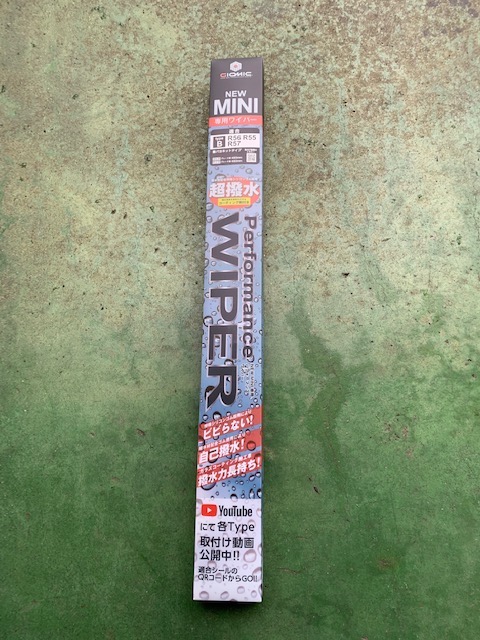 GIOMIC
NEW
MINI
専用ワイパー
適合
B
R56 R55
R57
超撥水
Performance
WIPER
ビビらない!
自己撥水!
撥水力長持ち!
YouTube
にて各Type
取付け動画
公開中!!
適合シールの
QRコードからGO!!